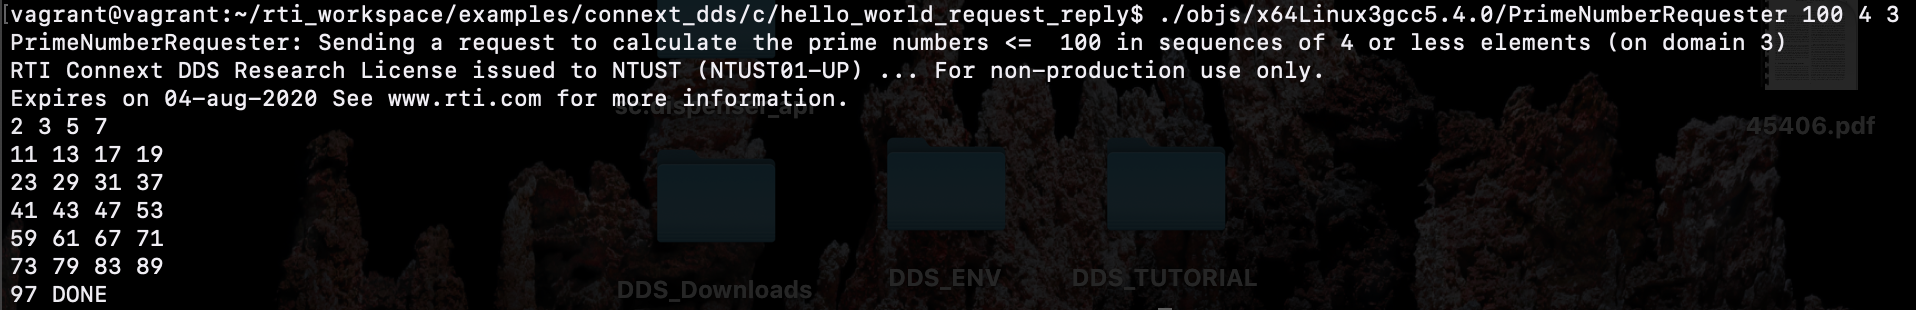 [vagrant@vagrant:~/rti_workspace/examples/connext_dds/c/hello_world_request_reply$ ./objs/x64Linux3gcc5.4.0/PrimeNumberRequester 100 4 3
PrimeNumberRequester: Sending a request to calculate the prime numbers <=  100 in sequences of 4 or less elements (on domain 3)
RTI Connext DDS Research License issued to NTUST (NTUST01-UP) ... For non-production use only.
Expires on 04-aug-2020 See www.rti.com for more information.
sc.dispenser_api
45406.pdf
2 3 5 7
11 13 17 19
23 29 31 37
41 43 47 53
59 61 67 71
73 79 83 89
97 DONE
DDS_Downloads
DDS_ENV
DDS_TUTORIAL